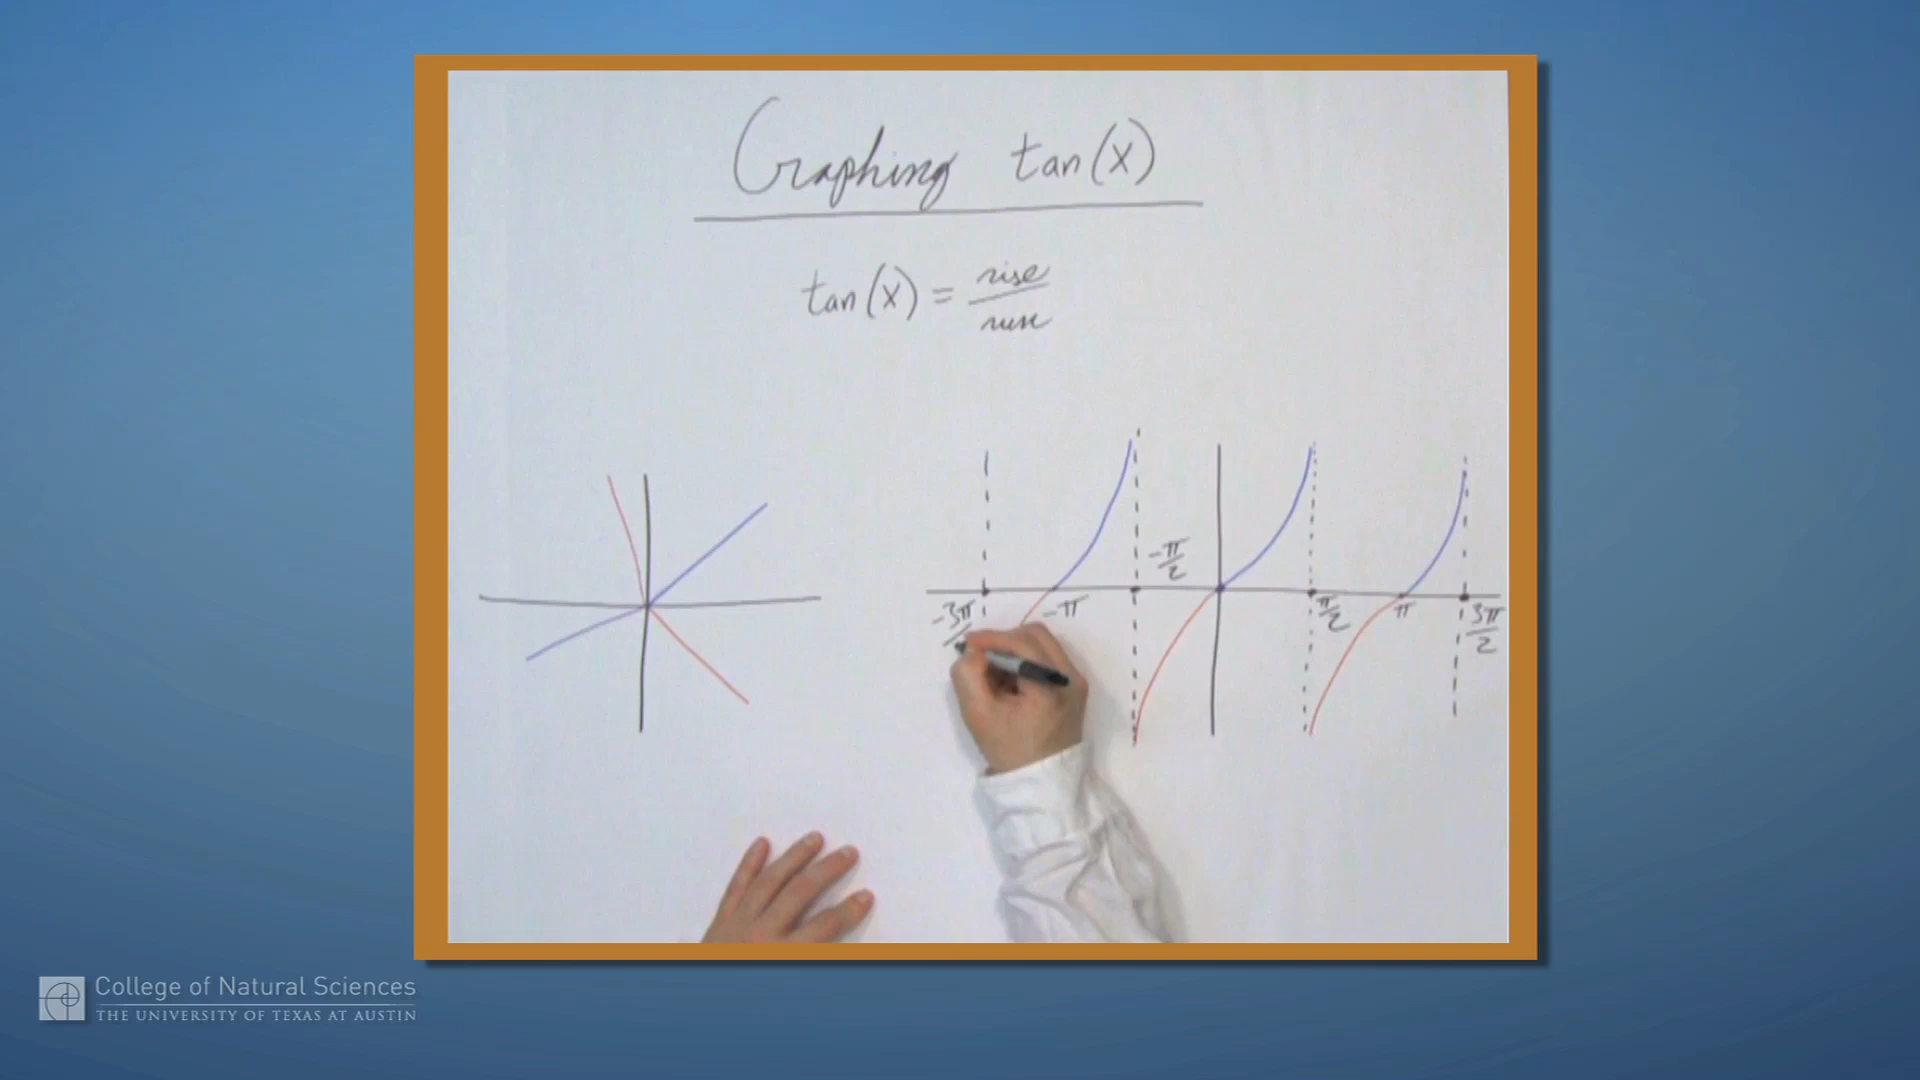 Graphing tan(x)
tan(x) = rise/run
-π/2
-3π/
-π
π/2
π
3π/2
College of Natural Sciences
THE UNIVERSITY OF TEXAS AT AUSTIN